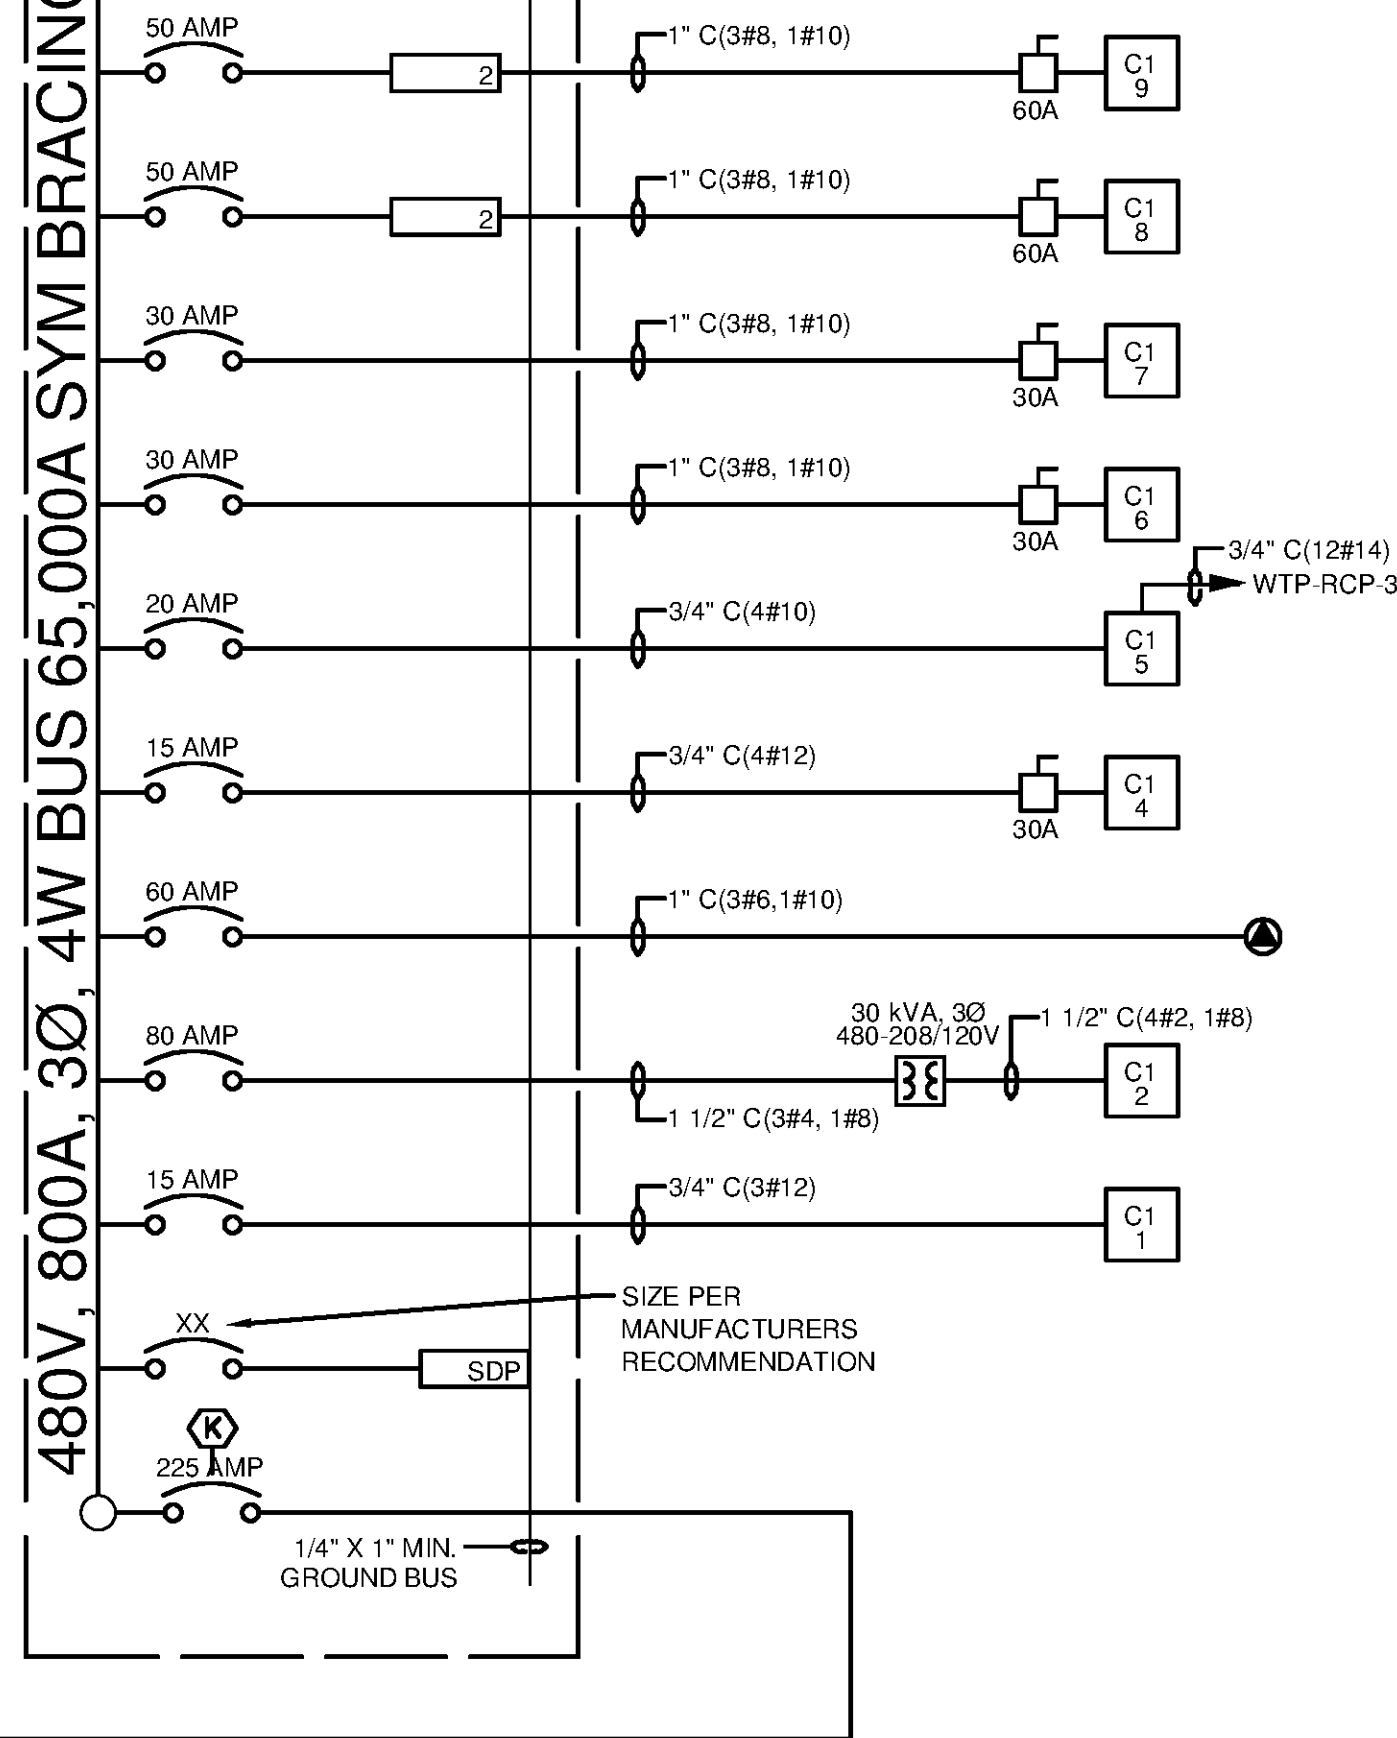 480V, 800A, 3Ø, 4W BUS 65,000A SYM BRACING
50 AMP
2
1" C(3#8, 1#10)
60A
C1
9
50 AMP
2
1" C(3#8, 1#10)
60A
C1
8
30 AMP
1" C(3#8, 1#10)
30A
C1
7
30 AMP
1" C(3#8, 1#10)
30A
C1
6
3/4" C(12#14)
WTP-RCP-3
20 AMP
3/4" C(4#10)
C1
5
15 AMP
3/4" C(4#12)
30A
C1
4
60 AMP
1" C(3#6,1#10)
80 AMP
1 1/2" C(3#4, 1#8)
30 kVA, 3Ø
480-208/120V
1 1/2" C(4#2, 1#8)
C1
2
15 AMP
3/4" C(3#12)
C1
1
XX
SIZE PER
MANUFACTURERS
RECOMMENDATION
SDP
K
225 AMP
1/4" X 1" MIN.
GROUND BUS